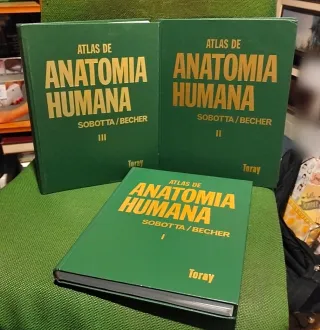 ATLAS DE
ANATOMIA
HUMANA
SOBOTTA/BECHER
III
Toray
ATLAS DE
ANATOMIA
HUMANA
SOBOTTA/BECHER
II
Toray
ATLAS DE
ANATOMIA
HUMANA
SOBOTTA/BECHER
I
Toray